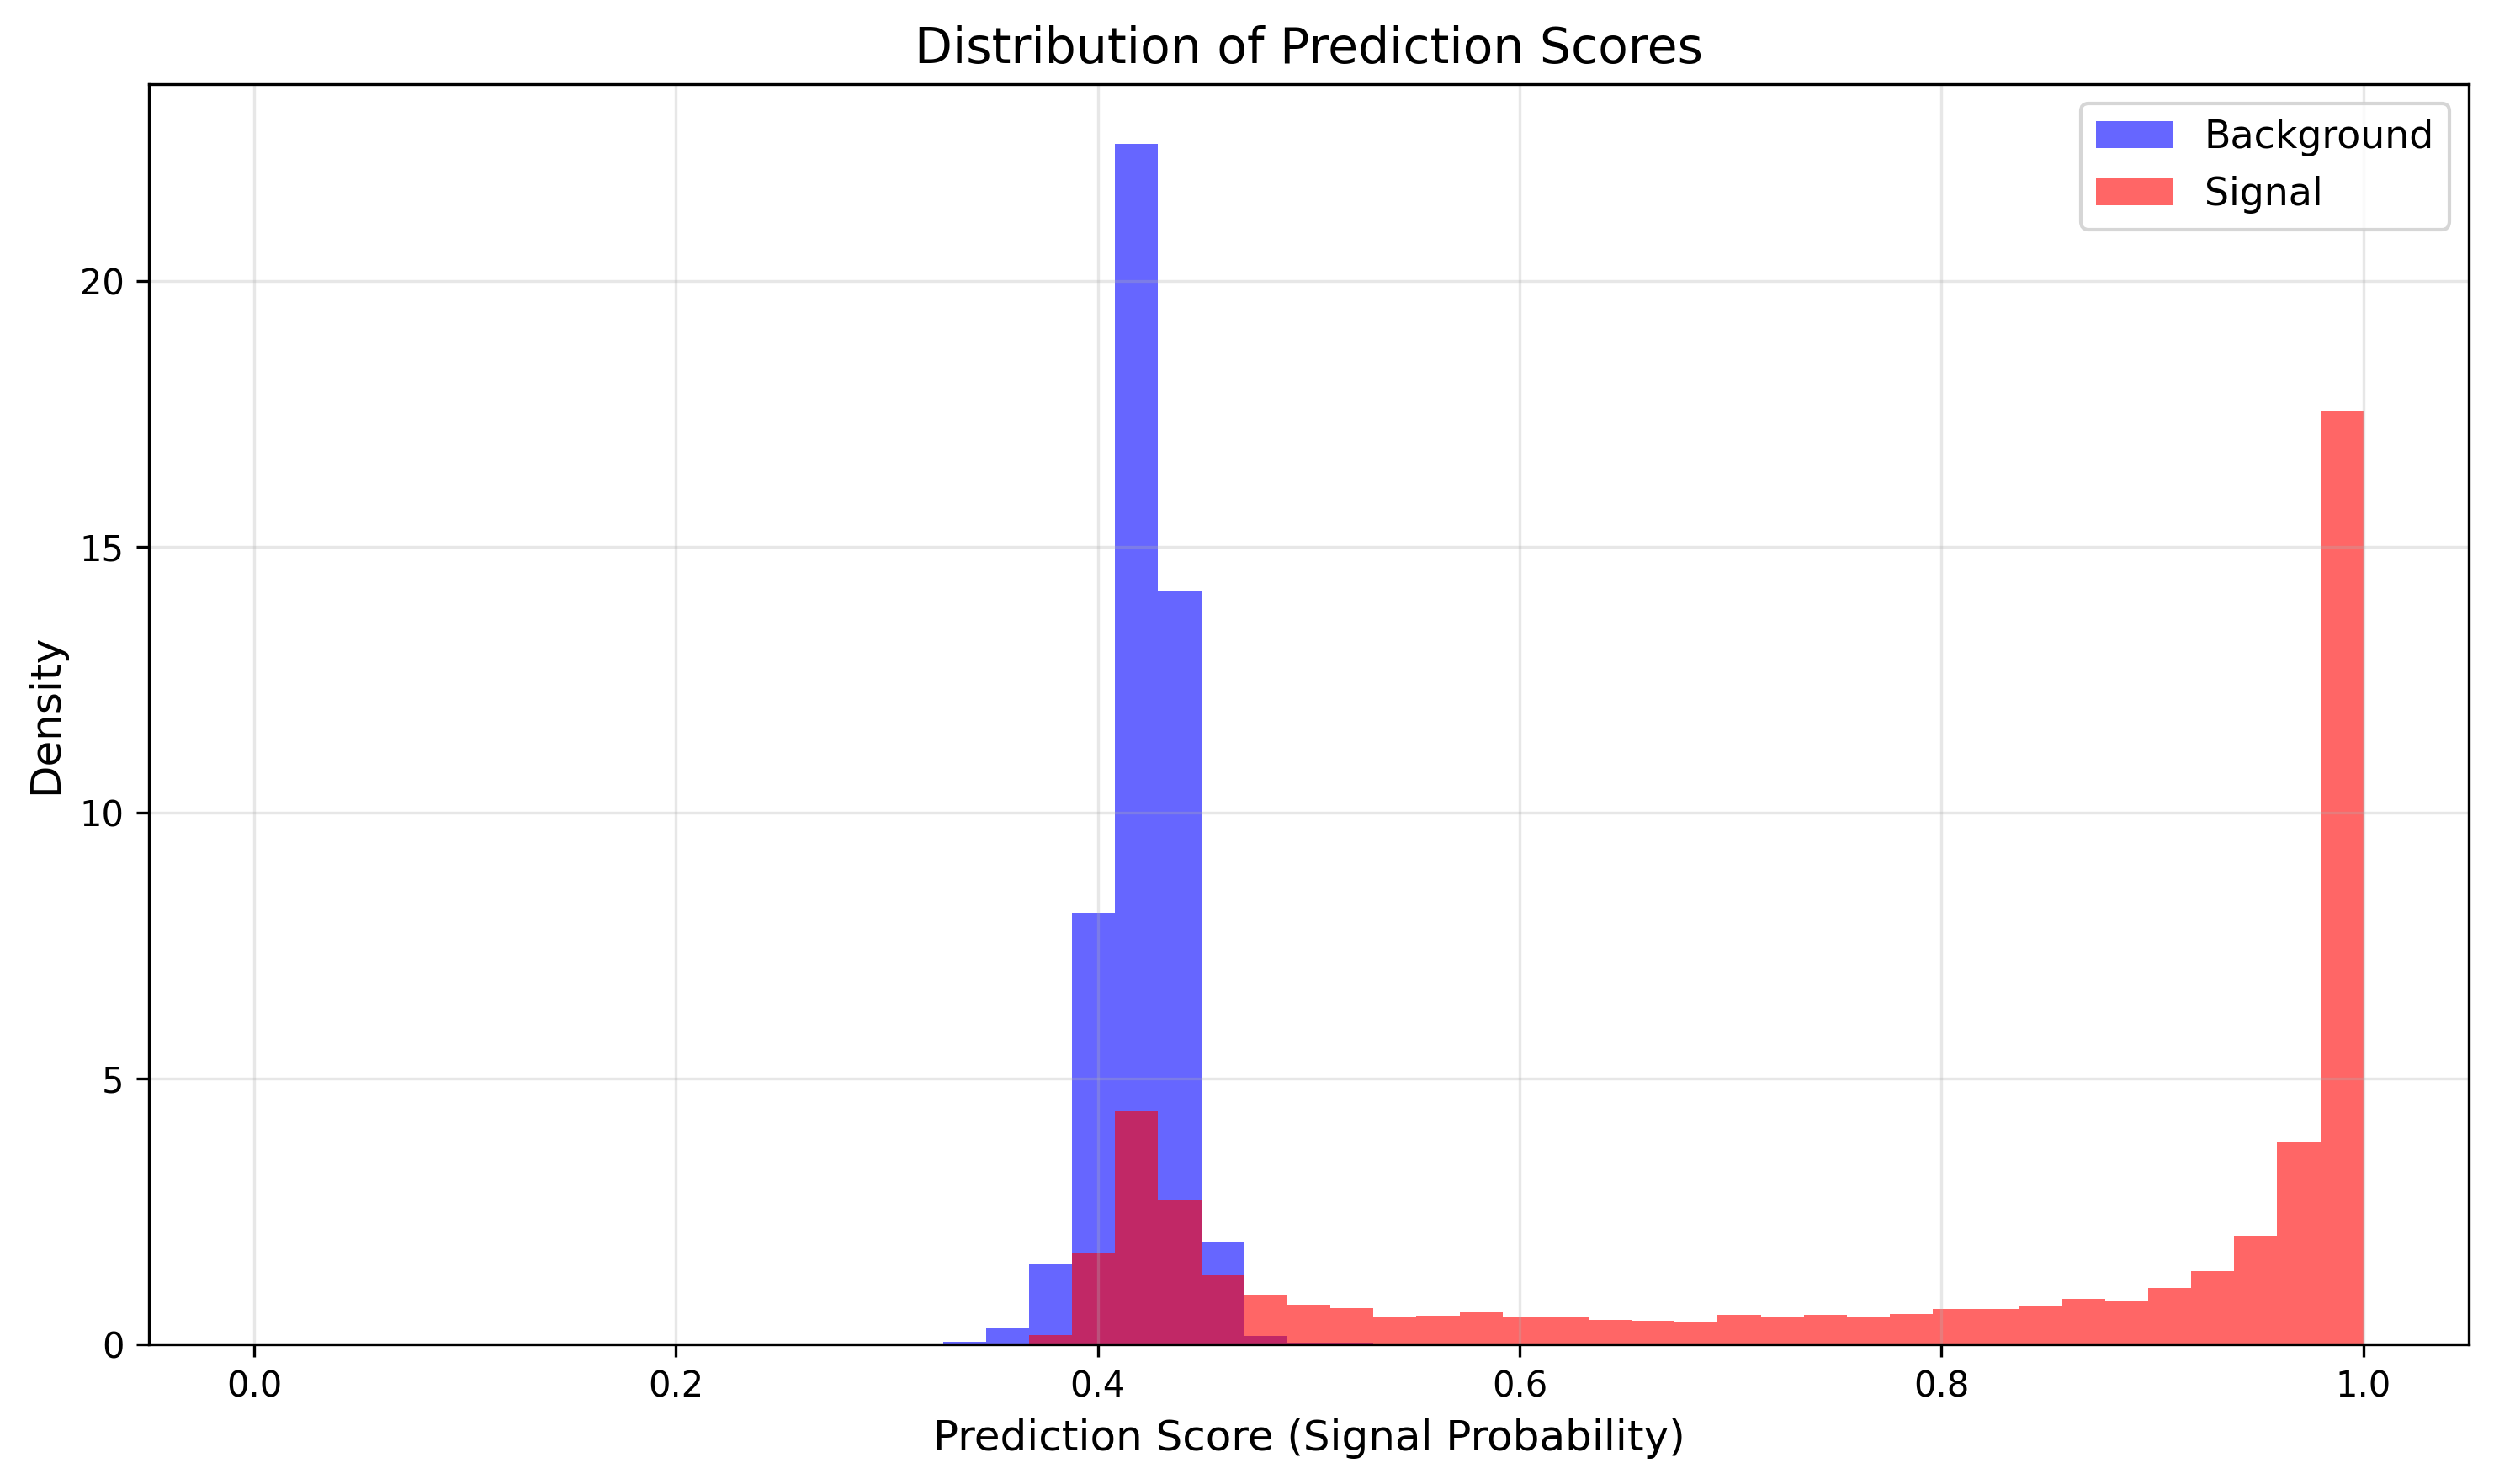 Distribution of Prediction Scores
Background
Signal
Density
20
15
10
5
0
0.0 0.2 0.4 0.6 0.8 1.0
Prediction Score (Signal Probability)